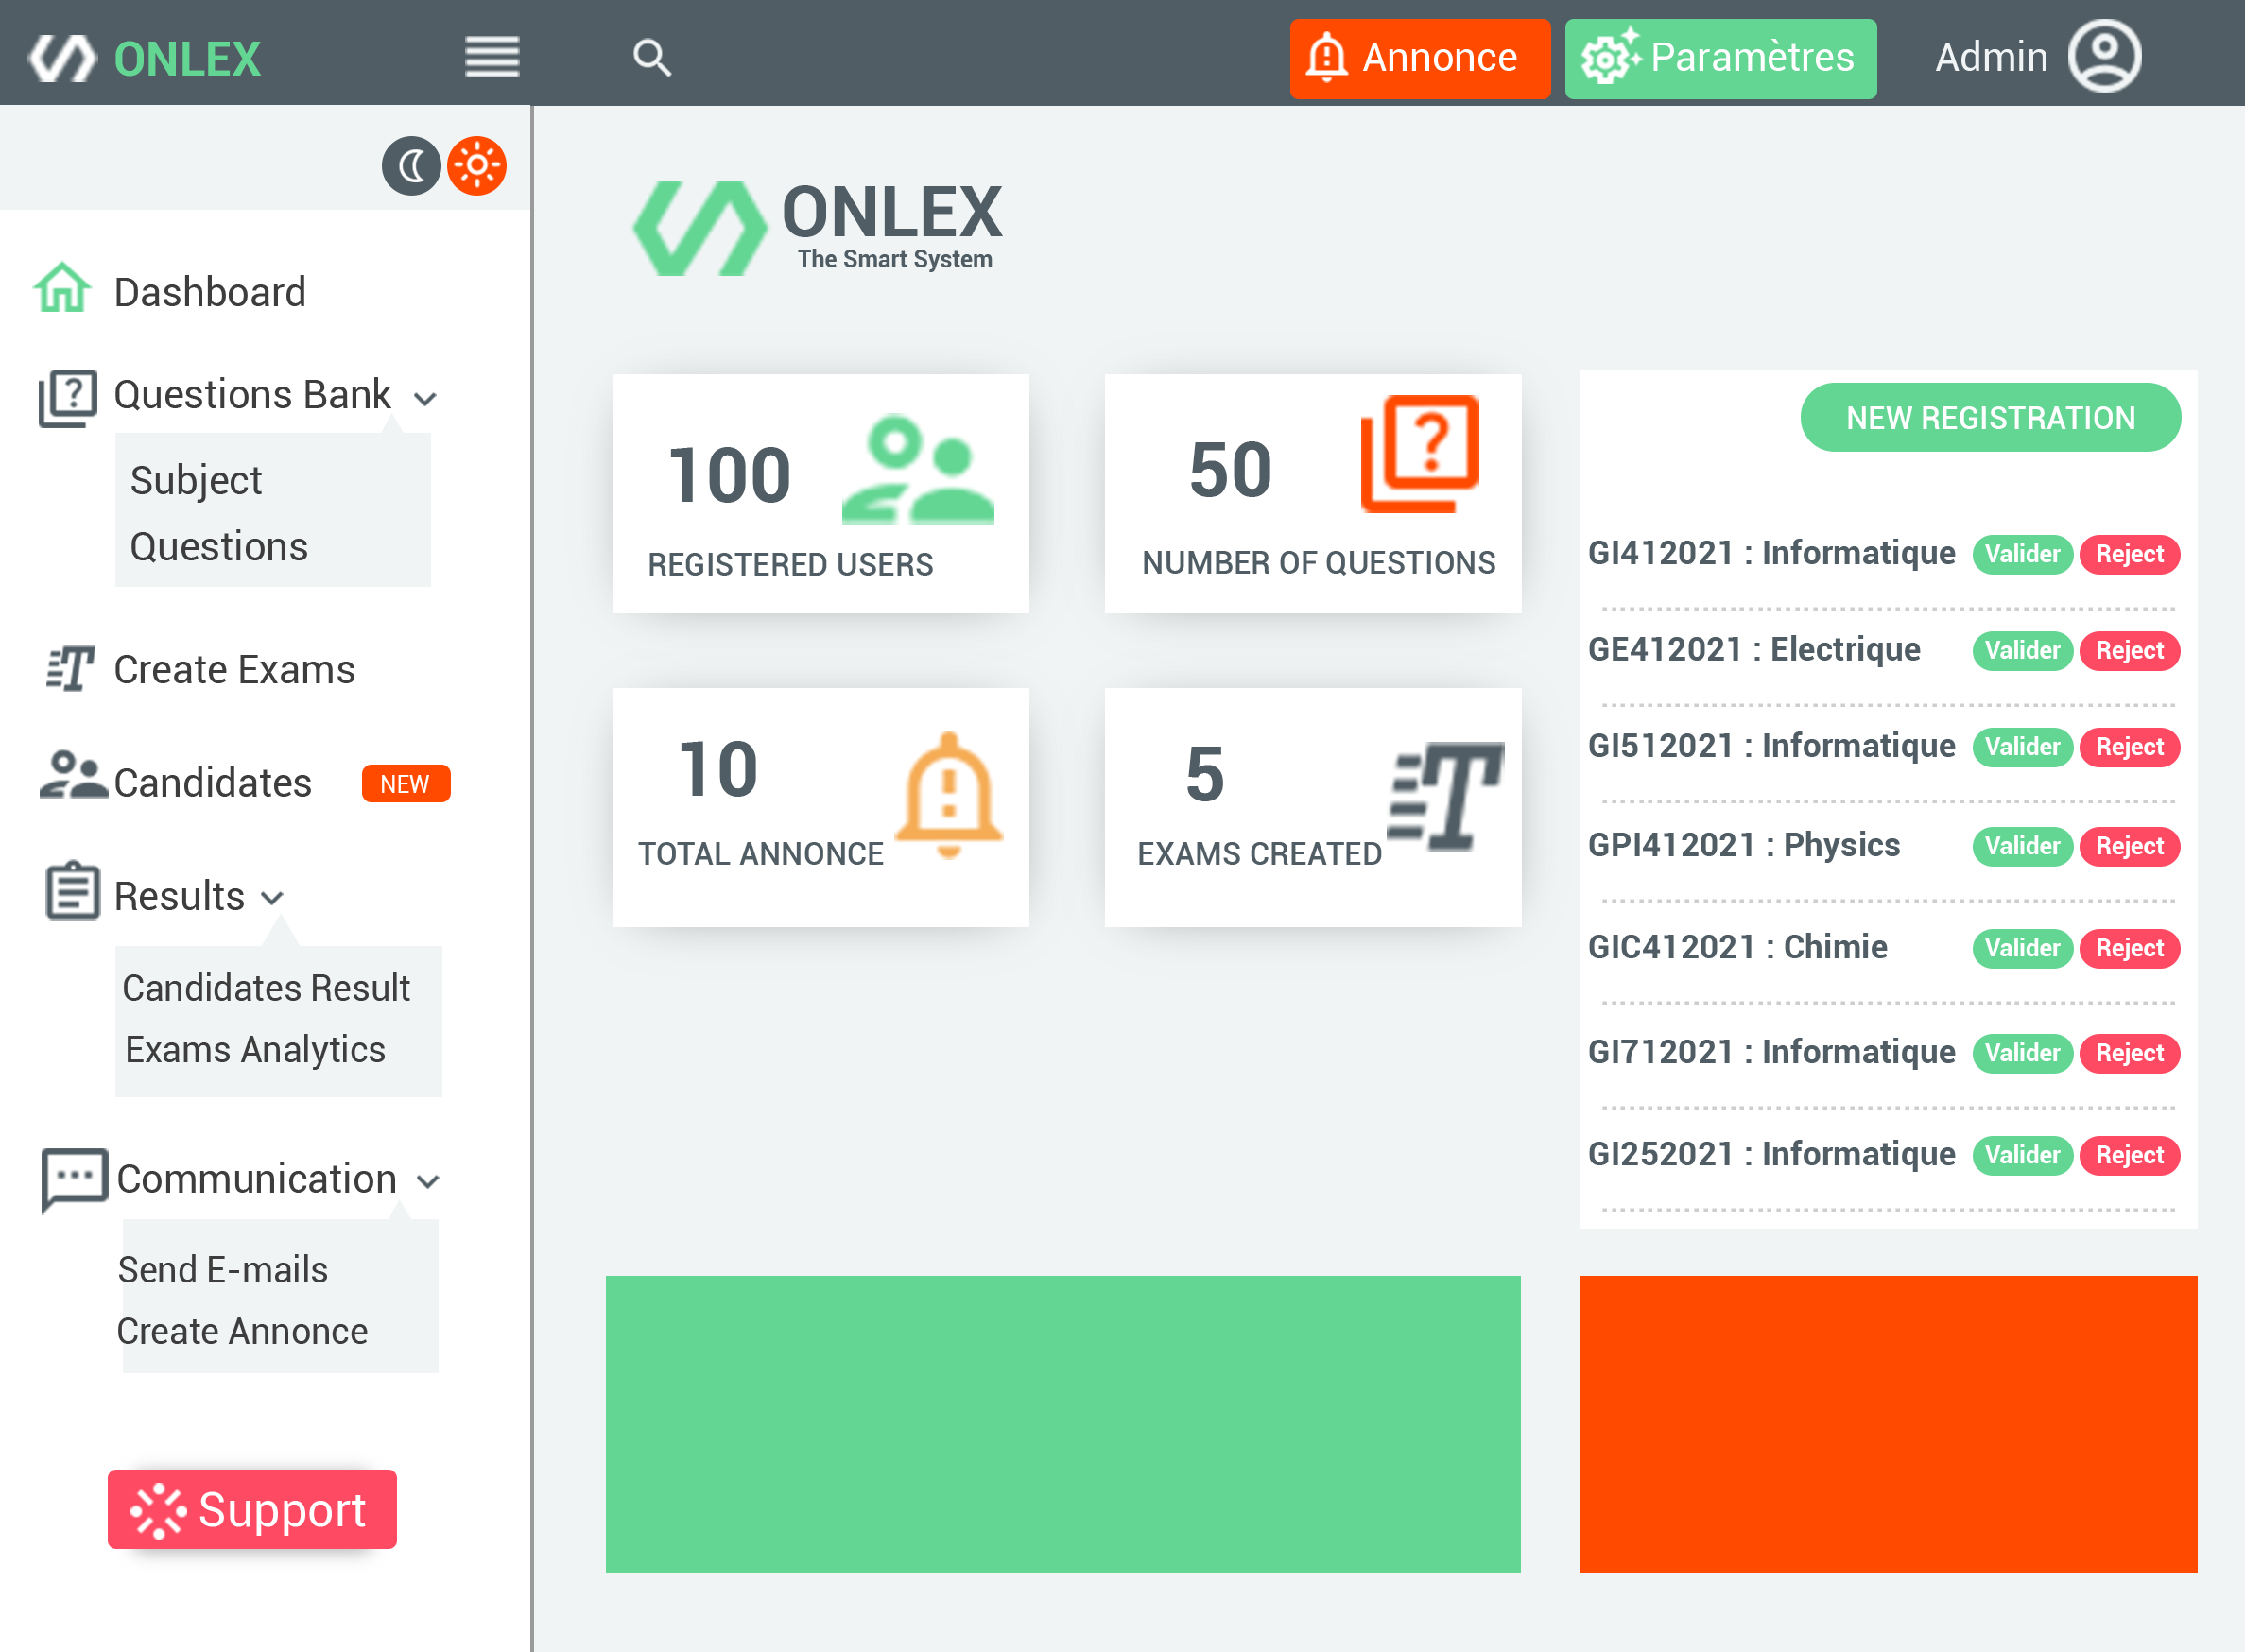 ONLEX
Annonce
Paramètres
Admin
Dashboard
Questions Bank
Subject
Questions
Create Exams
Candidates NEW
Results
Candidates Result
Exams Analytics
Communication
Send E-mails
Create Annonce
Support
ONLEX
The Smart System
100
REGISTERED USERS
50
NUMBER OF QUESTIONS
10
TOTAL ANNONCE
5
EXAMS CREATED
NEW REGISTRATION
GI412021 : Informatique Valider Reject
GE412021 : Electrique Valider Reject
GI512021 : Informatique Valider Reject
GPI412021 : Physics Valider Reject
GIC412021 : Chimie Valider Reject
GI712021 : Informatique Valider Reject
GI252021 : Informatique Valider Reject